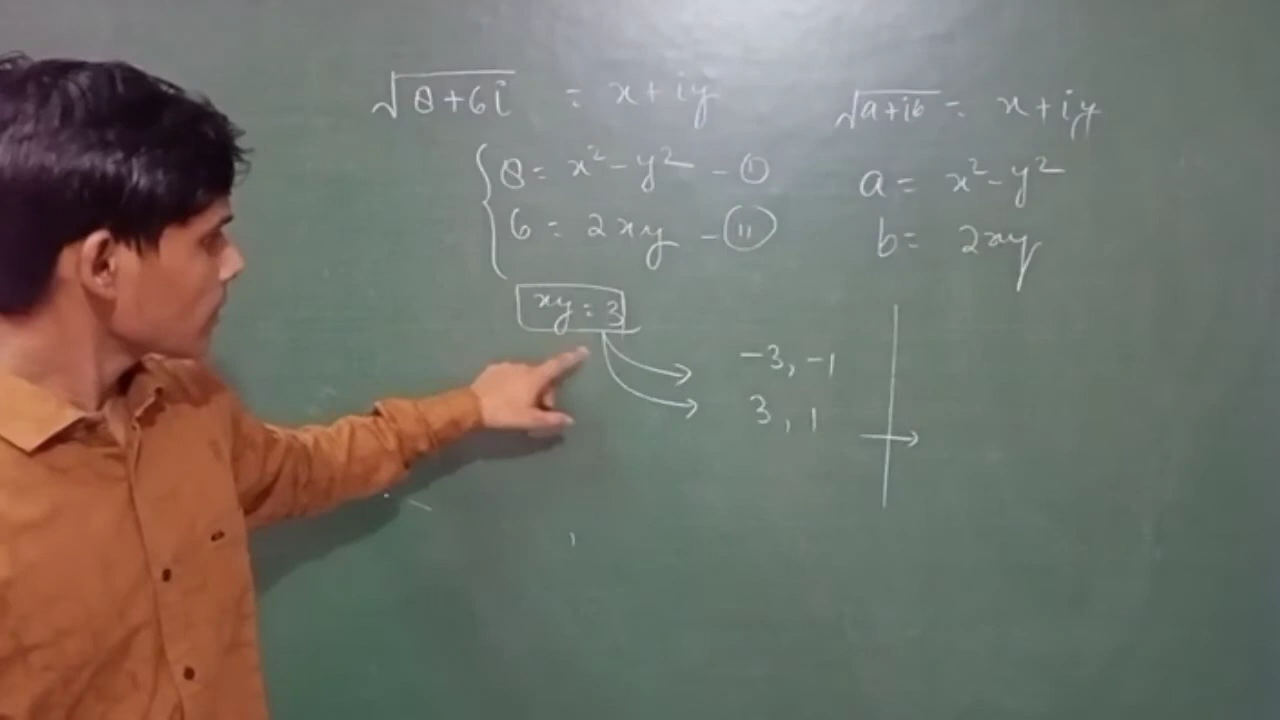 √8+6i = x+iy
8= x²-y² - ①
6 = 2xy - ⑪
xy=3
-3, -1
3, 1
√a+ib = x+iy
a = x²-y²
b= 2xy